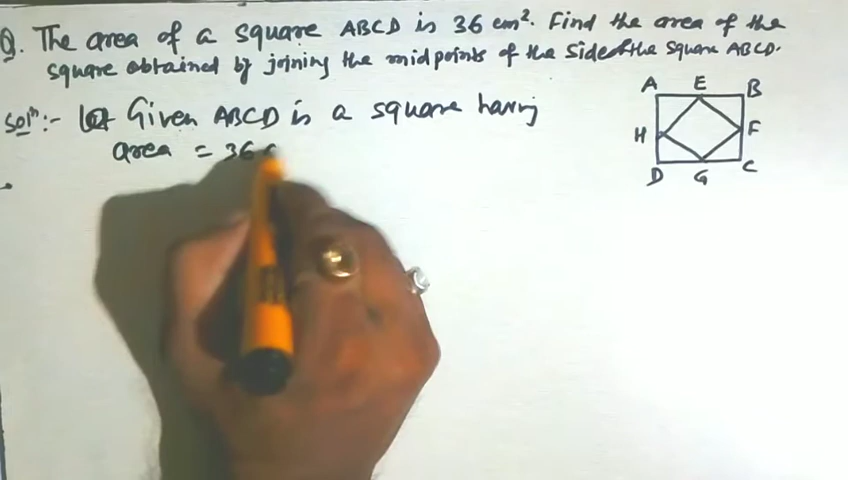 Q. The area of a square ABCD is 36 cm². Find the area of the
square obtained by joining the midpoints of the Side of the Square ABCD.
Solⁿ:- Given ABCD is a square having
area = 36 c
A E B
H F
D G C